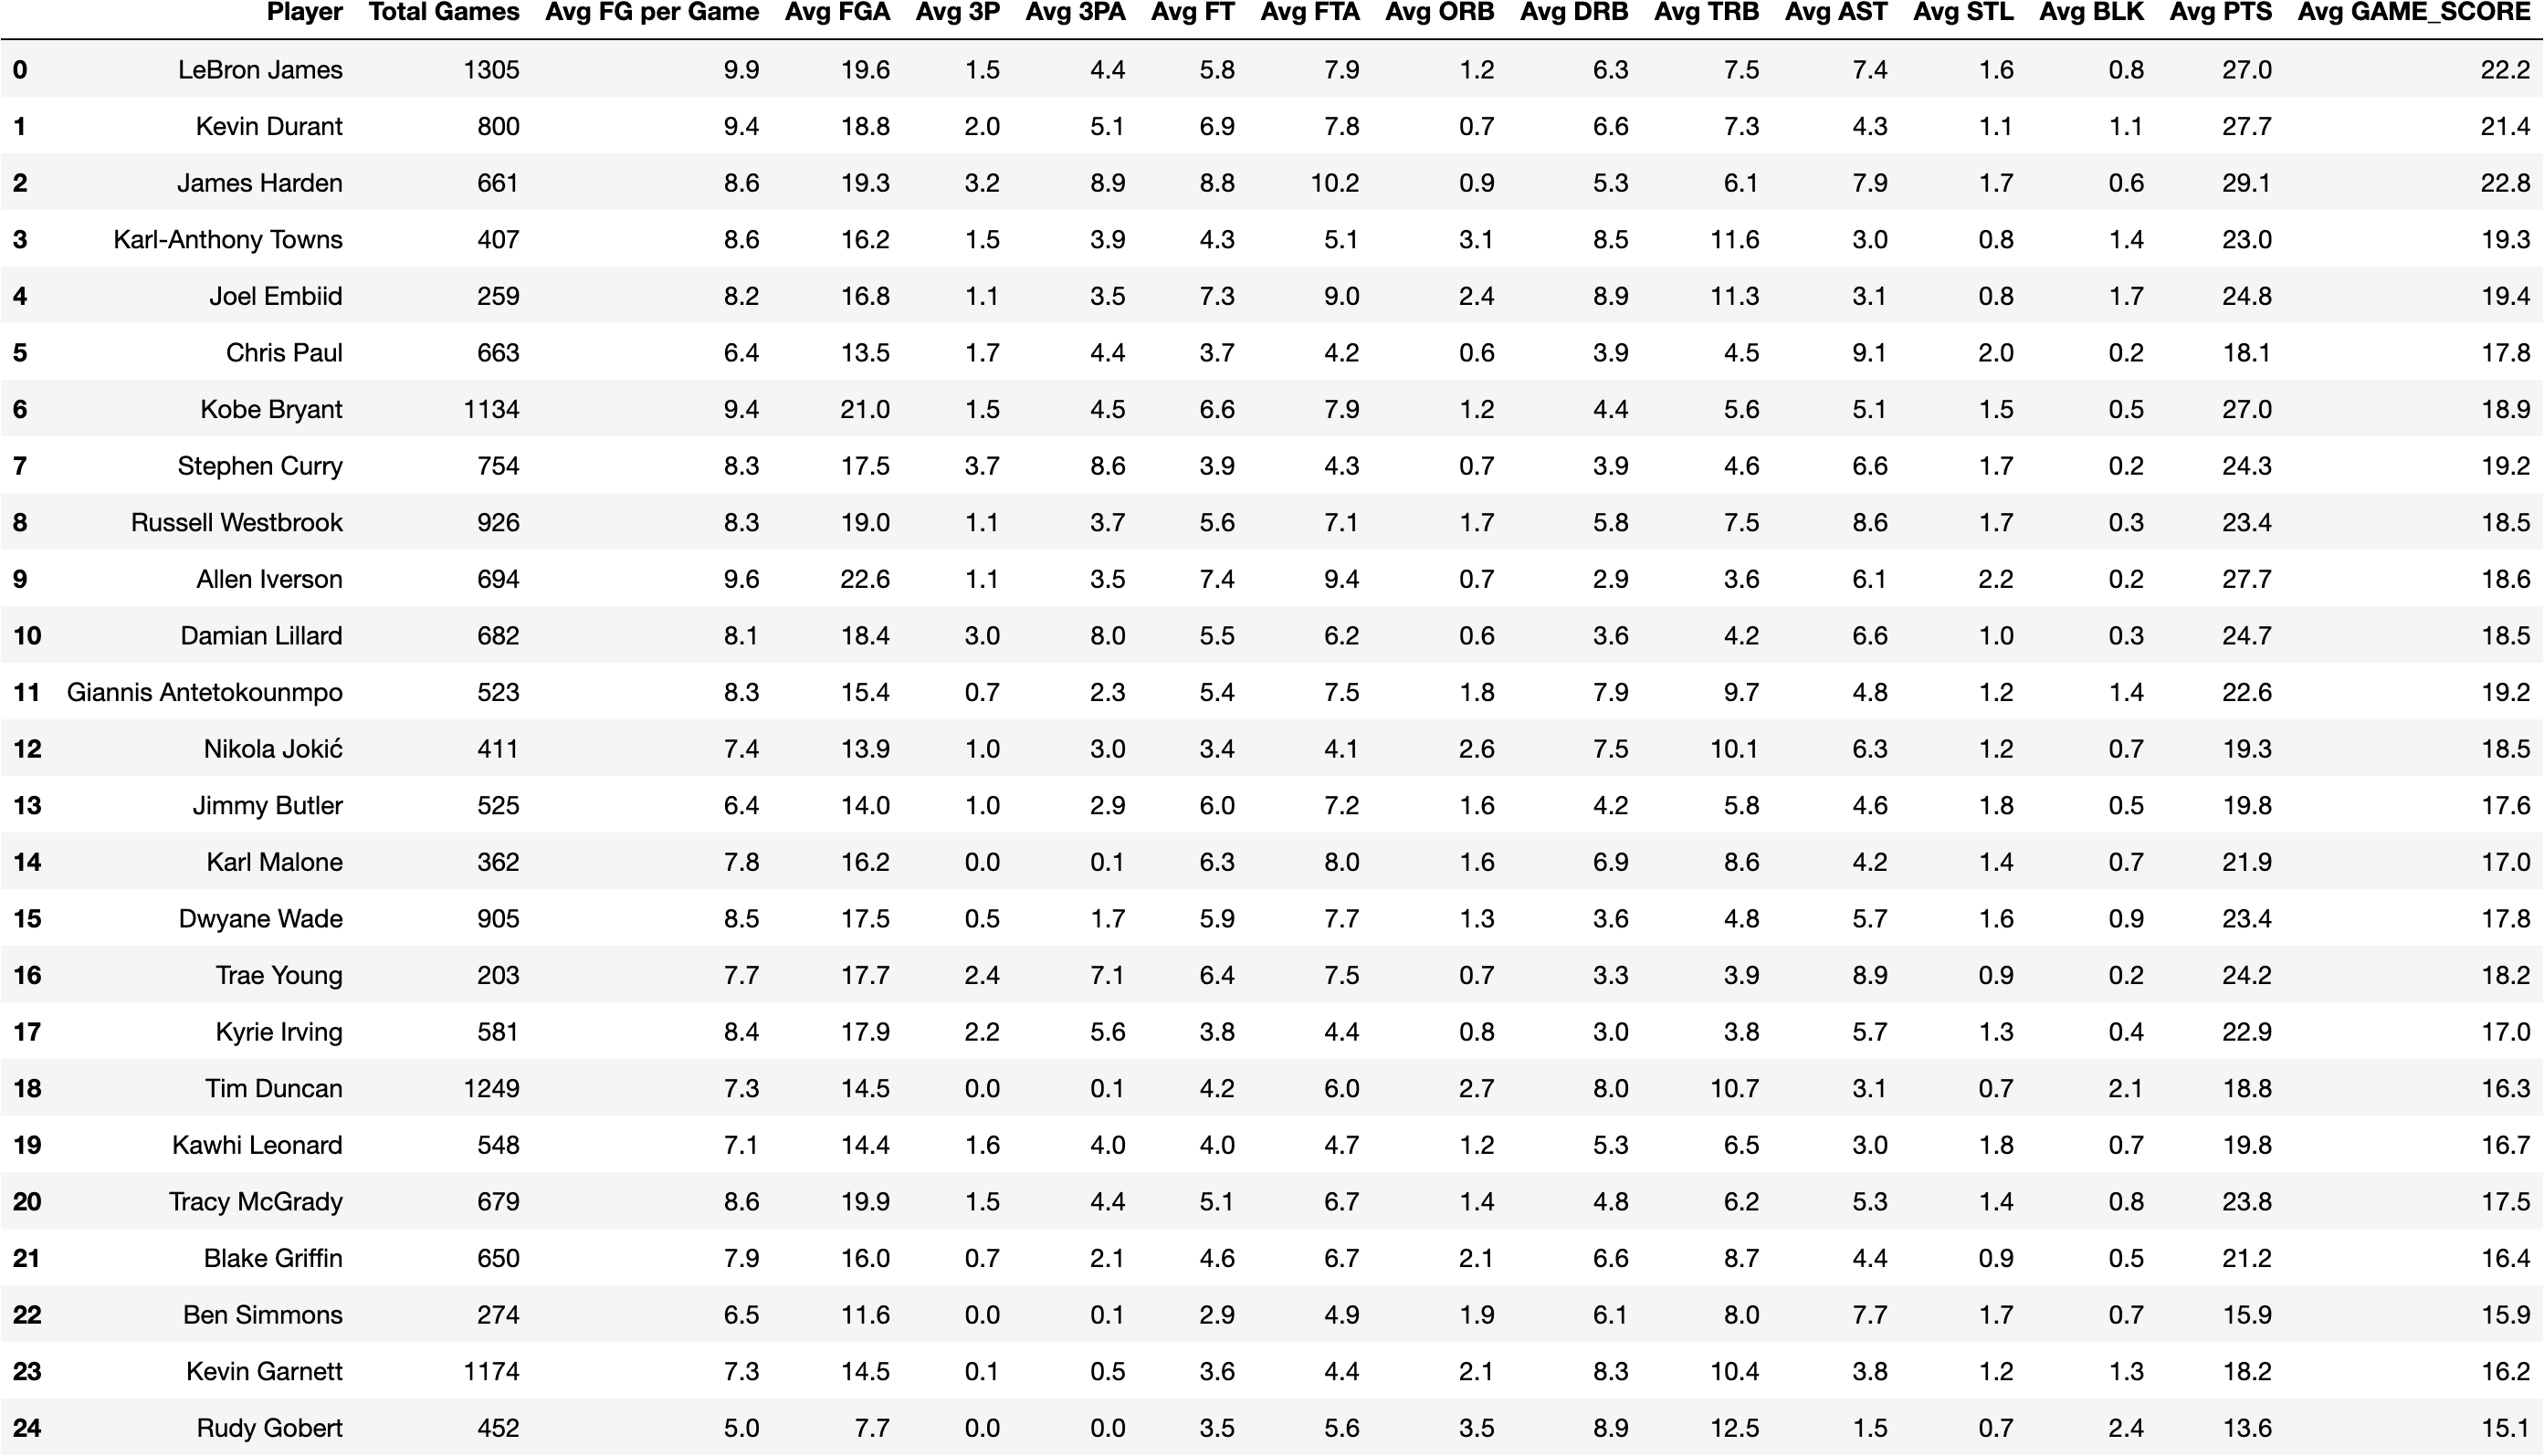 Player Total Games Avg FG per Game Avg FGA Avg 3P Avg 3PA Avg FT Avg FTA Avg ORB Avg DRB Avg TRB Avg AST Avg STL Avg BLK Avg PTS Avg GAME_SCORE
0 LeBron James 1305 9.9 19.6 1.5 4.4 5.8 7.9 1.2 6.3 7.5 7.4 1.6 0.8 27.0 22.2
1 Kevin Durant 800 9.4 18.8 2.0 5.1 6.9 7.8 0.7 6.6 7.3 4.3 1.1 1.1 27.7 21.4
2 James Harden 661 8.6 19.3 3.2 8.9 8.8 10.2 0.9 5.3 6.1 7.9 1.7 0.6 29.1 22.8
3 Karl-Anthony Towns 407 8.6 16.2 1.5 3.9 4.3 5.1 3.1 8.5 11.6 3.0 0.8 1.4 23.0 19.3
4 Joel Embiid 259 8.2 16.8 1.1 3.5 7.3 9.0 2.4 8.9 11.3 3.1 0.8 1.7 24.8 19.4
5 Chris Paul 663 6.4 13.5 1.7 4.4 3.7 4.2 0.6 3.9 4.5 9.1 2.0 0.2 18.1 17.8
6 Kobe Bryant 1134 9.4 21.0 1.5 4.5 6.6 7.9 1.2 4.4 5.6 5.1 1.5 0.5 27.0 18.9
7 Stephen Curry 754 8.3 17.5 3.7 8.6 3.9 4.3 0.7 3.9 4.6 6.6 1.7 0.2 24.3 19.2
8 Russell Westbrook 926 8.3 19.0 1.1 3.7 5.6 7.1 1.7 5.8 7.5 8.6 1.7 0.3 23.4 18.5
9 Allen Iverson 694 9.6 22.6 1.1 3.5 7.4 9.4 0.7 2.9 3.6 6.1 2.2 0.2 27.7 18.6
10 Damian Lillard 682 8.1 18.4 3.0 8.0 5.5 6.2 0.6 3.6 4.2 6.6 1.0 0.3 24.7 18.5
11 Giannis Antetokounmpo 523 8.3 15.4 0.7 2.3 5.4 7.5 1.8 7.9 9.7 4.8 1.2 1.4 22.6 19.2
12 Nikola Jokić 411 7.4 13.9 1.0 3.0 3.4 4.1 2.6 7.5 10.1 6.3 1.2 0.7 19.3 18.5
13 Jimmy Butler 525 6.4 14.0 1.0 2.9 6.0 7.2 1.6 4.2 5.8 4.6 1.8 0.5 19.8 17.6
14 Karl Malone 362 7.8 16.2 0.0 0.1 6.3 8.0 1.6 6.9 8.6 4.2 1.4 0.7 21.9 17.0
15 Dwyane Wade 905 8.5 17.5 0.5 1.7 5.9 7.7 1.3 3.6 4.8 5.7 1.6 0.9 23.4 17.8
16 Trae Young 203 7.7 17.7 2.4 7.1 6.4 7.5 0.7 3.3 3.9 8.9 0.9 0.2 24.2 18.2
17 Kyrie Irving 581 8.4 17.9 2.2 5.6 3.8 4.4 0.8 3.0 3.8 5.7 1.3 0.4 22.9 17.0
18 Tim Duncan 1249 7.3 14.5 0.0 0.1 4.2 6.0 2.7 8.0 10.7 3.1 0.7 2.1 18.8 16.3
19 Kawhi Leonard 548 7.1 14.4 1.6 4.0 4.0 4.7 1.2 5.3 6.5 3.0 1.8 0.7 19.8 16.7
20 Tracy McGrady 679 8.6 19.9 1.5 4.4 5.1 6.7 1.4 4.8 6.2 5.3 1.4 0.8 23.8 17.5
21 Blake Griffin 650 7.9 16.0 0.7 2.1 4.6 6.7 2.1 6.6 8.7 4.4 0.9 0.5 21.2 16.4
22 Ben Simmons 274 6.5 11.6 0.0 0.1 2.9 4.9 1.9 6.1 8.0 7.7 1.7 0.7 15.9 15.9
23 Kevin Garnett 1174 7.3 14.5 0.1 0.5 3.6 4.4 2.1 8.3 10.4 3.8 1.2 1.3 18.2 16.2
24 Rudy Gobert 452 5.0 7.7 0.0 0.0 3.5 5.6 3.5 8.9 12.5 1.5 0.7 2.4 13.6 15.1